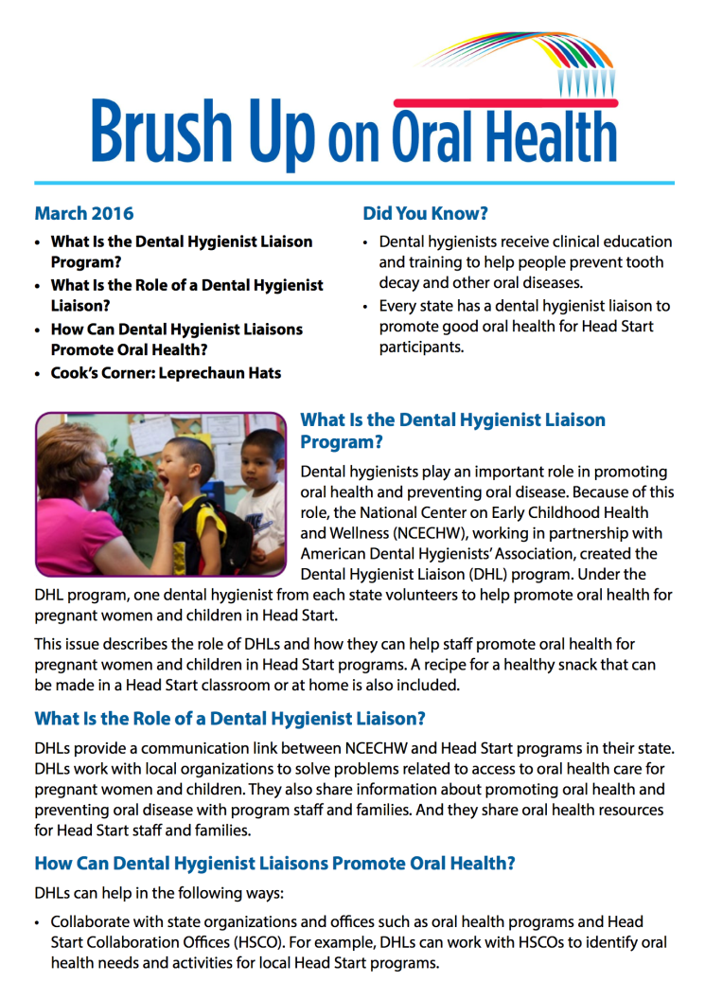 Brush Up on Oral Health
March 2016
• What Is the Dental Hygienist Liaison
Program?
• What Is the Role of a Dental Hygienist
Liaison?
• How Can Dental Hygienist Liaisons
Promote Oral Health?
• Cook's Corner: Leprechaun Hats
Did You Know?
• Dental hygienists receive clinical education
and training to help people prevent tooth
decay and other oral diseases.
• Every state has a dental hygienist liaison to
promote good oral health for Head Start
participants.
What Is the Dental Hygienist Liaison
Program?
Dental hygienists play an important role in promoting
oral health and preventing oral disease. Because of this
role, the National Center on Early Childhood Health
and Wellness (NCECHW), working in partnership with
American Dental Hygienists' Association, created the
Dental Hygienist Liaison (DHL) program. Under the
DHL program, one dental hygienist from each state volunteers to help promote oral health for
pregnant women and children in Head Start.
This issue describes the role of DHLs and how they can help staff promote oral health for
pregnant women and children in Head Start programs. A recipe for a healthy snack that can
be made in a Head Start classroom or at home is also included.
What Is the Role of a Dental Hygienist Liaison?
DHLs provide a communication link between NCECHW and Head Start programs in their state.
DHLs work with local organizations to solve problems related to access to oral health care for
pregnant women and children. They also share information about promoting oral health and
preventing oral disease with program staff and families. And they share oral health resources
for Head Start staff and families.
How Can Dental Hygienist Liaisons Promote Oral Health?
DHLs can help in the following ways:
• Collaborate with state organizations and offices such as oral health programs and Head
Start Collaboration Offices (HSCO). For example, DHLs can work with HSCOs to identify oral
health needs and activities for local Head Start programs.